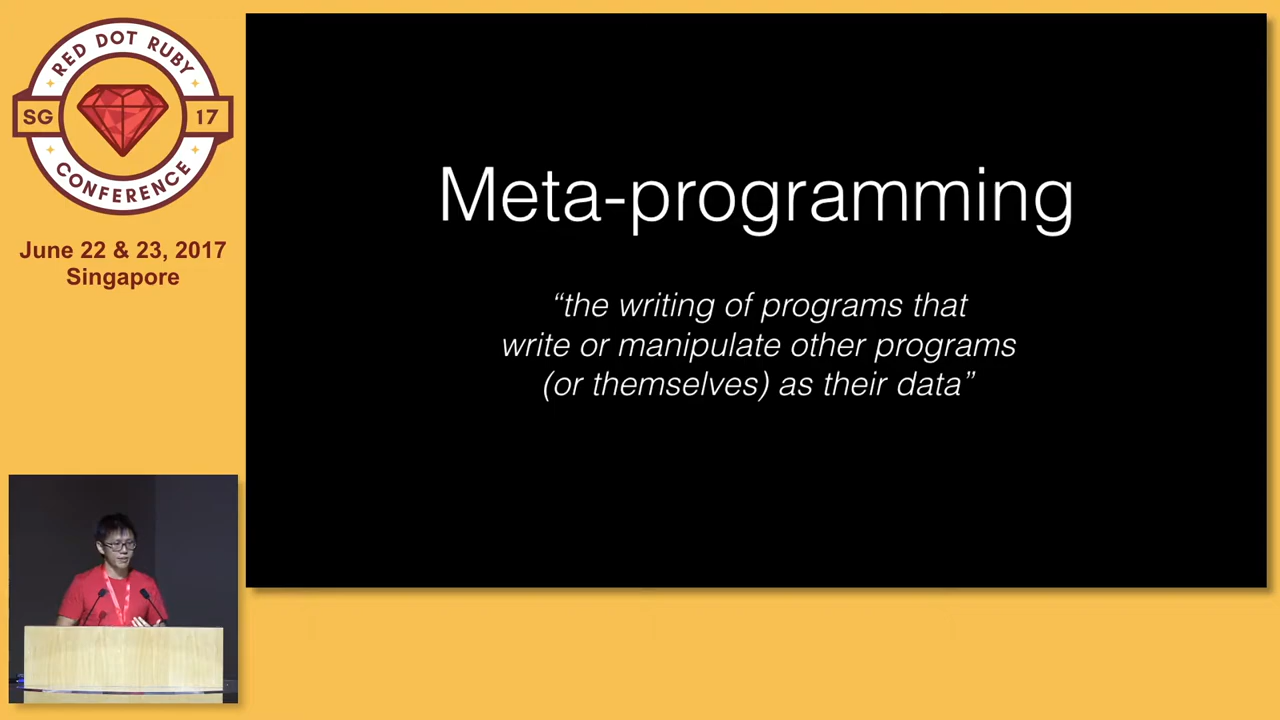 RED DOT RUBY
SG 17
CONFERENCE
June 22 & 23, 2017
Singapore
Meta-programming
“the writing of programs that
write or manipulate other programs
(or themselves) as their data”